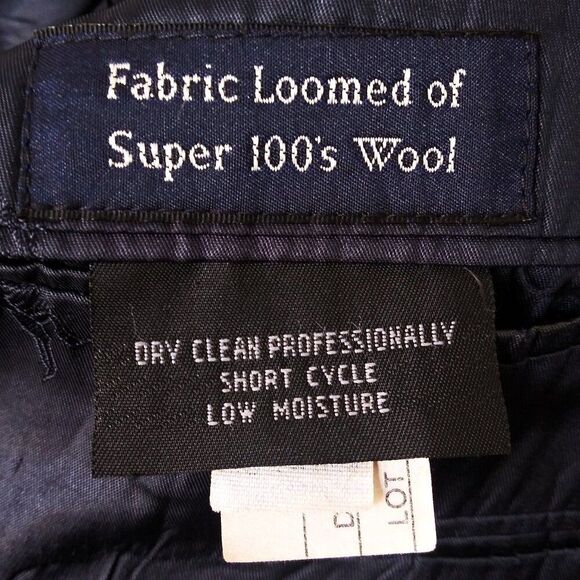 Fabric Loomed of
Super 100's Wool
DRY CLEAN PROFESSIONALLY
SHORT CYCLE
LOW MOISTURE
D
LOT